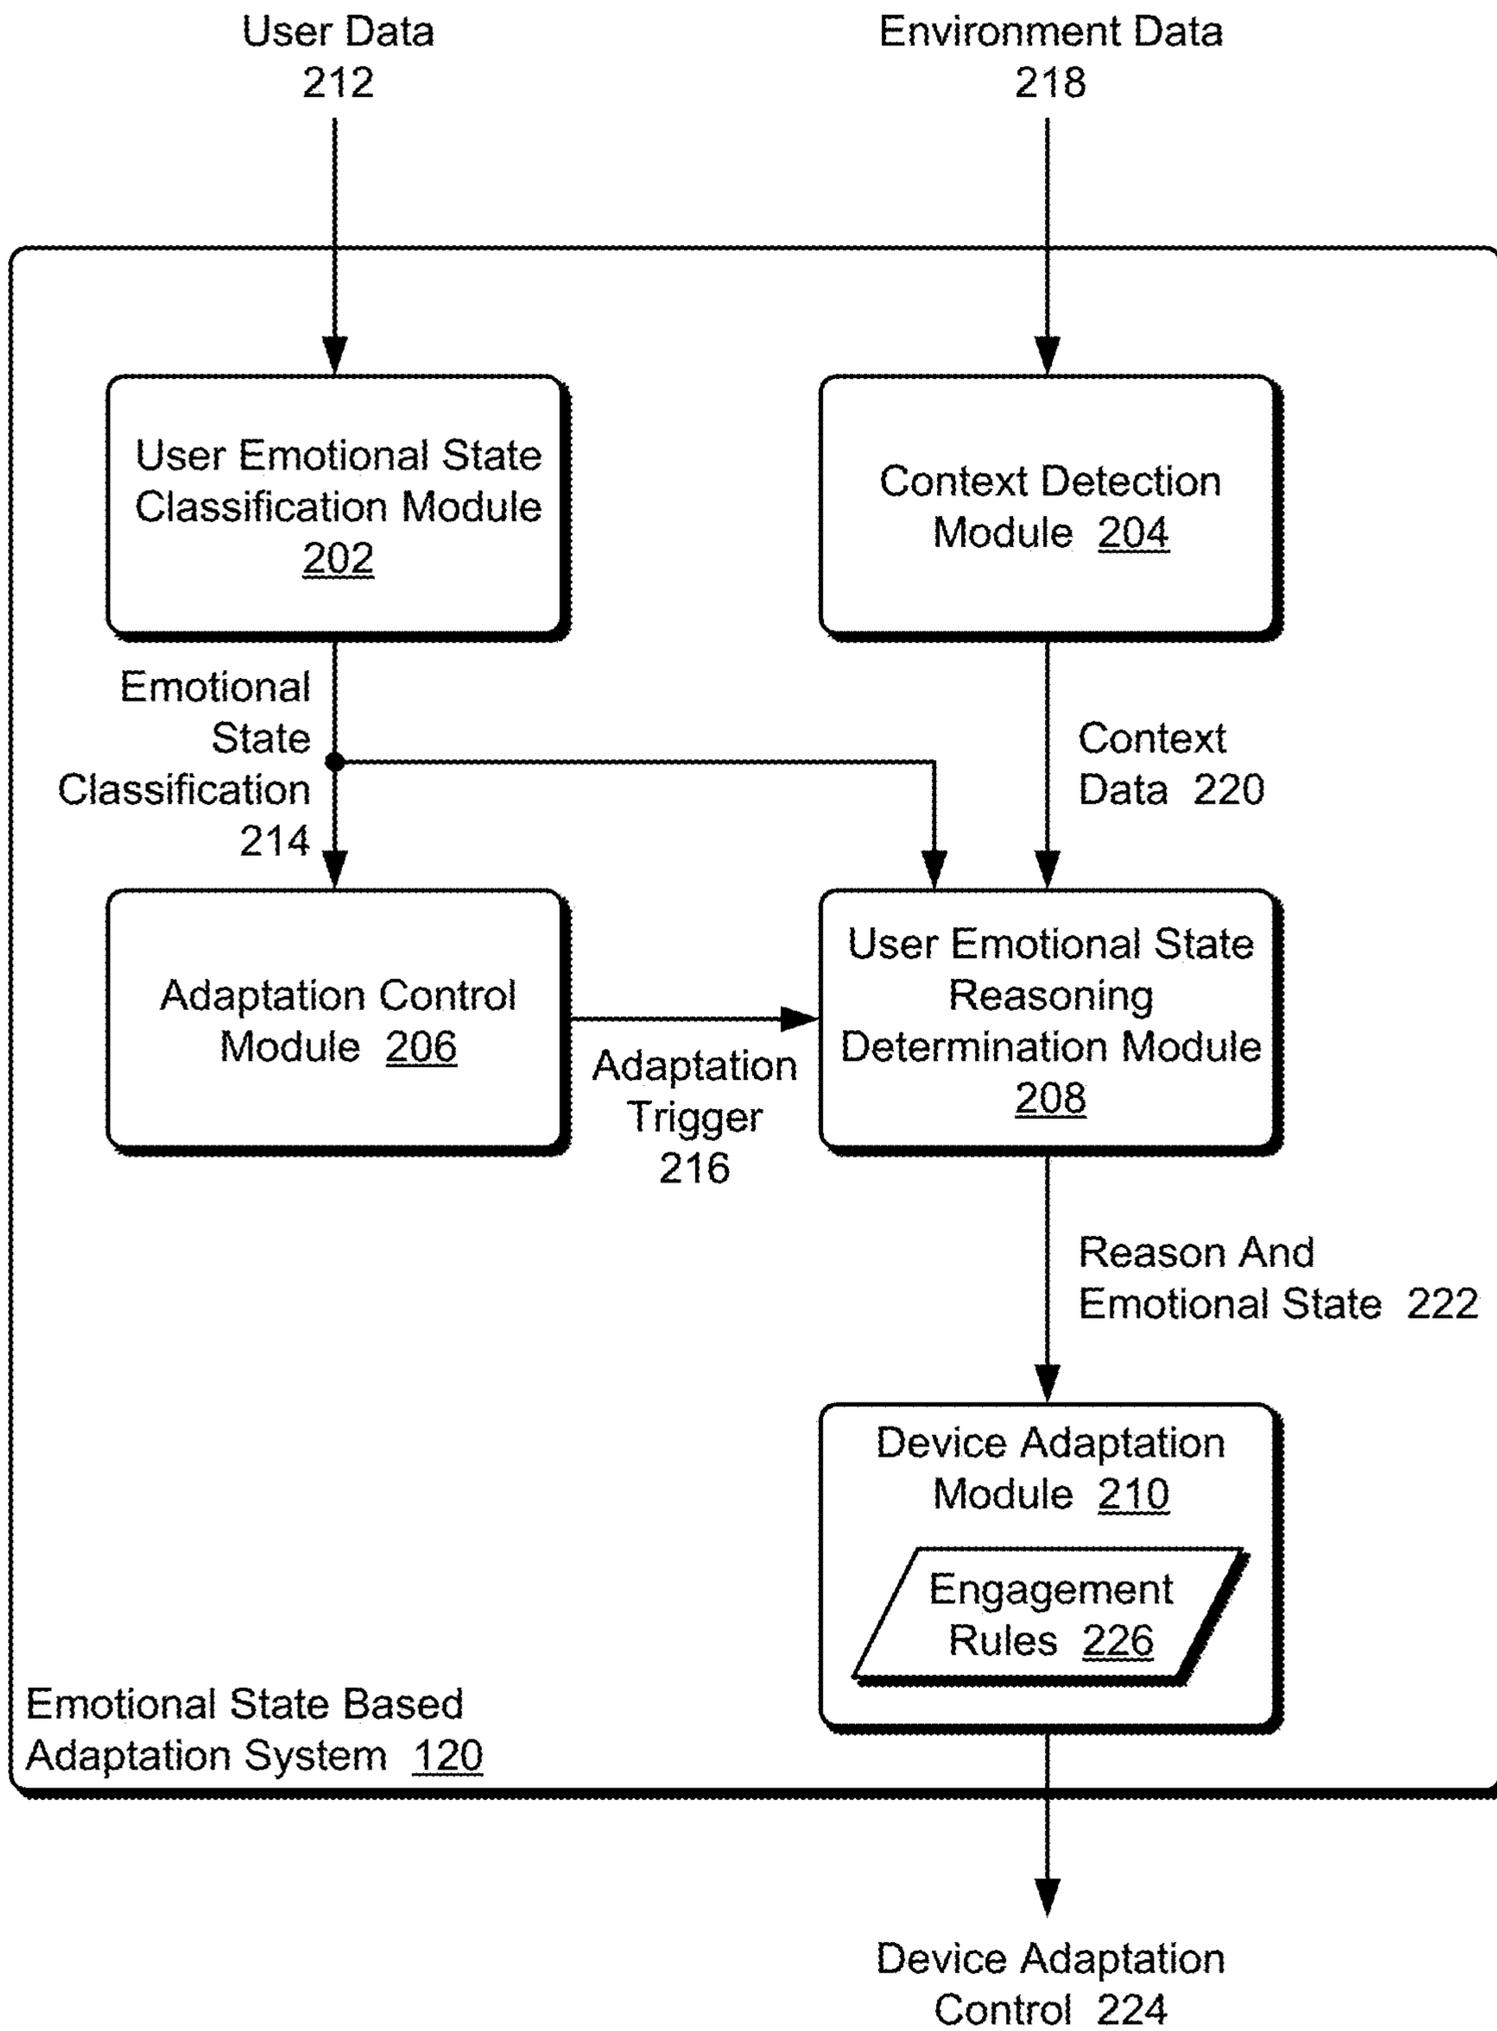 User Data
212
Environment Data
218
User Emotional State
Classification Module
202
Context Detection
Module 204
Emotional
State
Classification
214
Context
Data 220
Adaptation Control
Module 206
Adaptation
Trigger
216
User Emotional State
Reasoning
Determination Module
208
Reason And
Emotional State 222
Device Adaptation
Module 210
Engagement
Rules 226
Emotional State Based
Adaptation System 120
Device Adaptation
Control 224